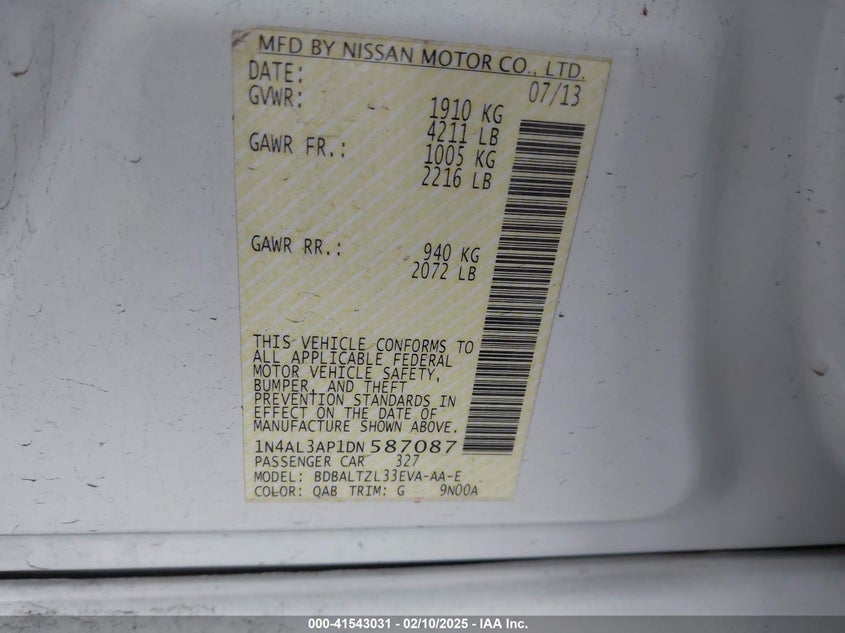 MFD BY NISSAN MOTOR CO., LTD.
DATE: 07/13
GVWR: 1910 KG
4211 LB
GAWR FR.: 1005 KG
2216 LB
GAWR RR.: 940 KG
2072 LB
THIS VEHICLE CONFORMS TO
ALL APPLICABLE FEDERAL
MOTOR VEHICLE SAFETY,
BUMPER, AND THEFT
PREVENTION STANDARDS IN
EFFECT ON THE DATE OF
MANUFACTURE SHOWN ABOVE.
1N4AL3AP1DN587087
PASSENGER CAR 327
MODEL: BDBALTZL33EVA-AA-E
COLOR: QAB TRIM: G 9N00A
000-41543031 - 02/10/2025 - IAA Inc.